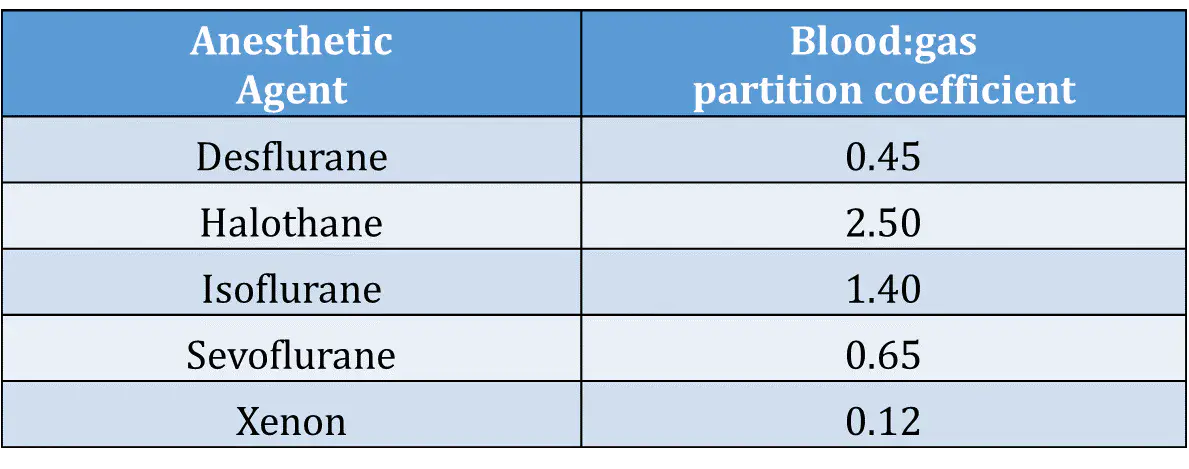 Anesthetic
Agent
Blood:gas
partition coefficient
Desflurane 0.45
Halothane 2.50
Isoflurane 1.40
Sevoflurane 0.65
Xenon 0.12